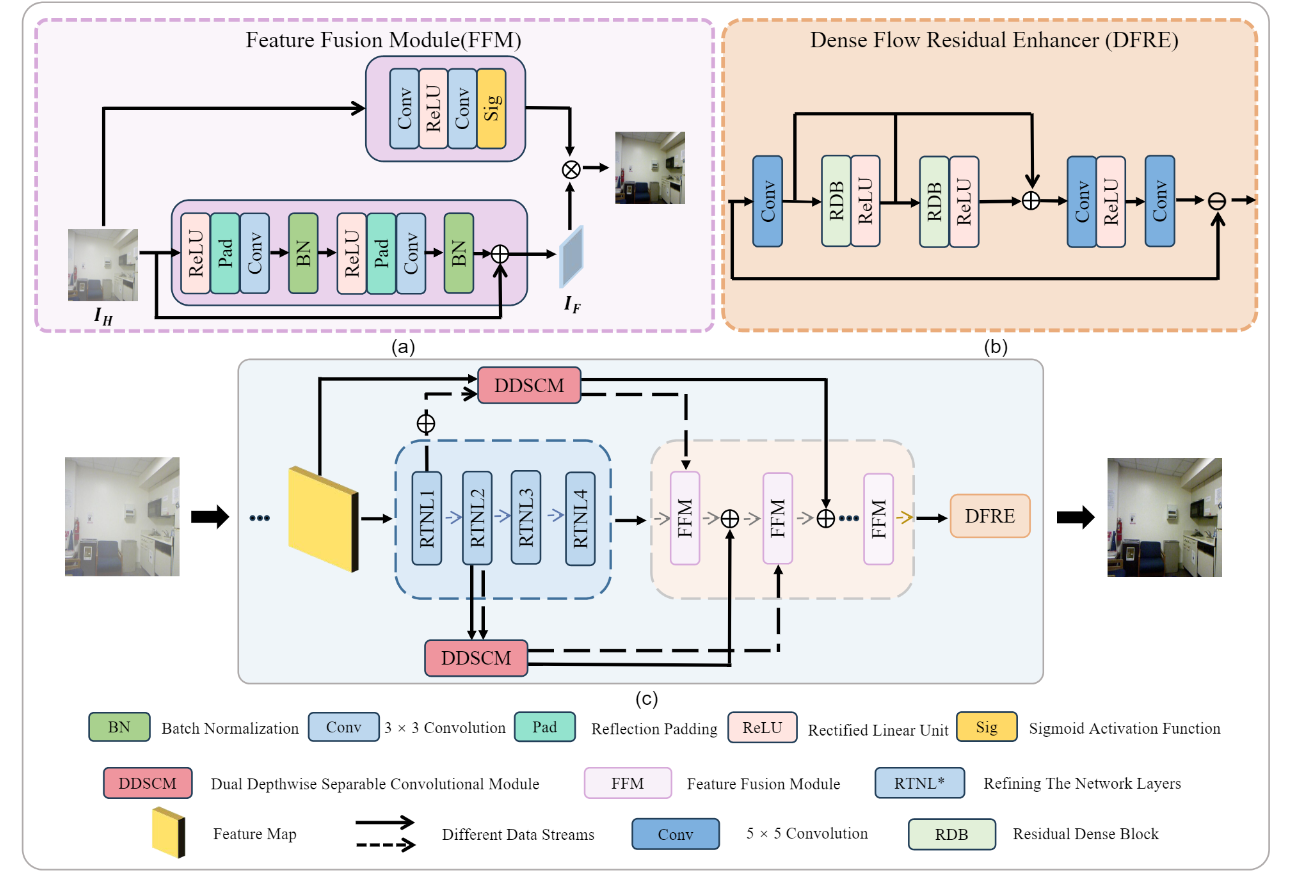 Feature Fusion Module(FFM)
Conv
ReLU
Conv
Sig
ReLU
Pad
Conv
BN
ReLU
Pad
Conv
BN
I_H
I_F
(a)
Dense Flow Residual Enhancer (DFRE)
Conv
RDB
ReLU
RDB
ReLU
Conv
ReLU
Conv
(b)
DDSCM
RTNL1
RTNL2
RTNL3
RTNL4
FFM
FFM
FFM
DFRE
DDSCM
(c)
BN Batch Normalization Conv 3 × 3 Convolution Pad Reflection Padding ReLU Rectified Linear Unit Sig Sigmoid Activation Function
DDSCM Dual Depthwise Separable Convolutional Module FFM Feature Fusion Module RTNL* Refining The Network Layers
Feature Map Different Data Streams Conv 5 × 5 Convolution RDB Residual Dense Block